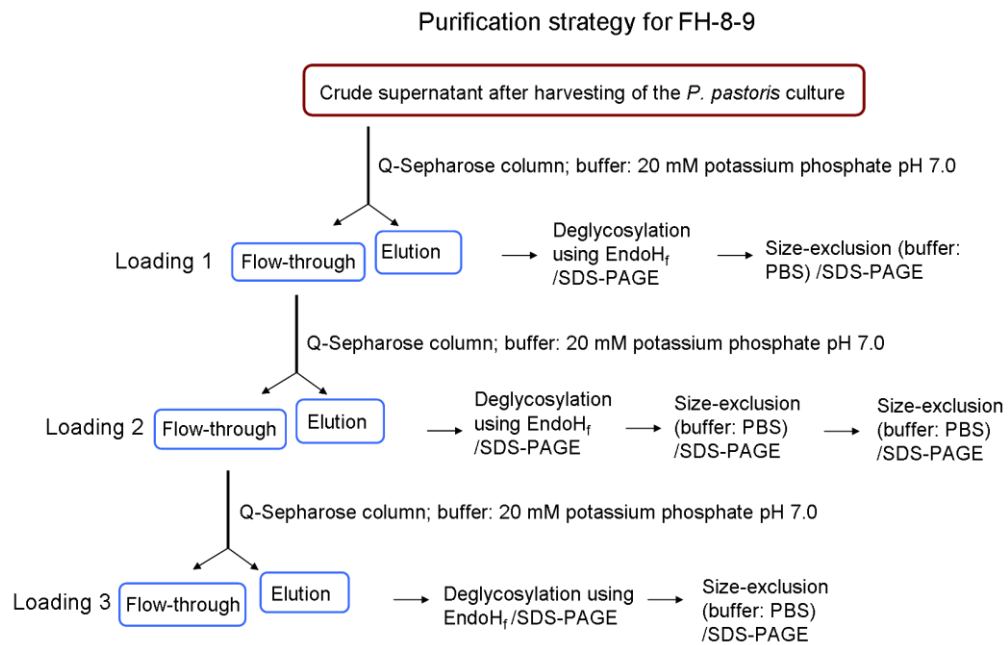 Purification strategy for FH-8-9
Crude supernatant after harvesting of the P. pastoris culture
Q-Sepharose column; buffer: 20 mM potassium phosphate pH 7.0
Loading 1
Flow-through
Elution
Deglycosylation
using EndoHf
/SDS-PAGE
Size-exclusion (buffer:
PBS) /SDS-PAGE
Q-Sepharose column; buffer: 20 mM potassium phosphate pH 7.0
Loading 2
Flow-through
Elution
Deglycosylation
using EndoHf
/SDS-PAGE
Size-exclusion
(buffer: PBS)
/SDS-PAGE
Size-exclusion
(buffer: PBS)
/SDS-PAGE
Q-Sepharose column; buffer: 20 mM potassium phosphate pH 7.0
Loading 3
Flow-through
Elution
Deglycosylation using
EndoHf /SDS-PAGE
Size-exclusion
(buffer: PBS)
/SDS-PAGE